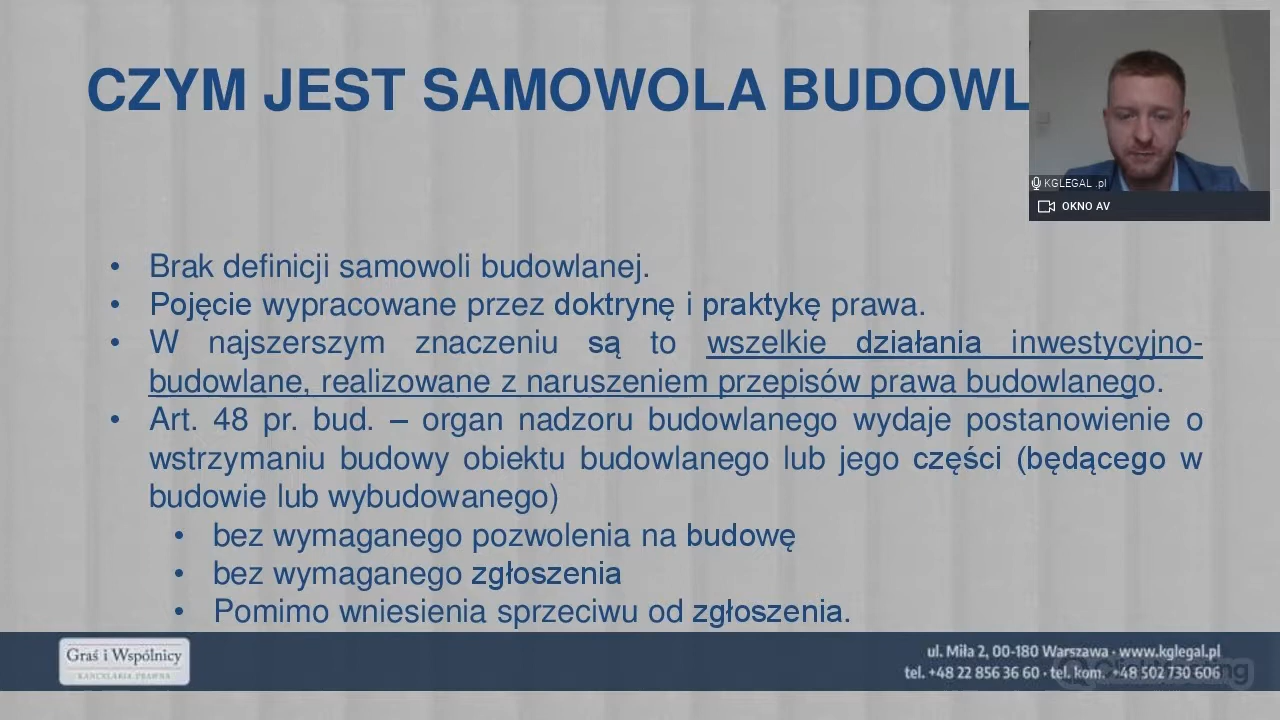 CZYM JEST SAMOWOLA BUDOWL
KGLEGAL .pl
OKNO AV
• Brak definicji samowoli budowlanej.
• Pojęcie wypracowane przez doktrynę i praktykę prawa.
• W najszerszym znaczeniu są to wszelkie działania inwestycyjno-
budowlane, realizowane z naruszeniem przepisów prawa budowlanego.
• Art. 48 pr. bud. – organ nadzoru budowlanego wydaje postanowienie o
wstrzymaniu budowy obiektu budowlanego lub jego części (będącego w
budowie lub wybudowanego)
• bez wymaganego pozwolenia na budowę
• bez wymaganego zgłoszenia
• Pomimo wniesienia sprzeciwu od zgłoszenia.
Graś i Wspólnicy
KANCELARIA PRAWNA
ul. Miła 2, 00-180 Warszawa · www.kglegal.pl
tel. +48 22 856 36 60 · tel. kom. +48 502 730 606